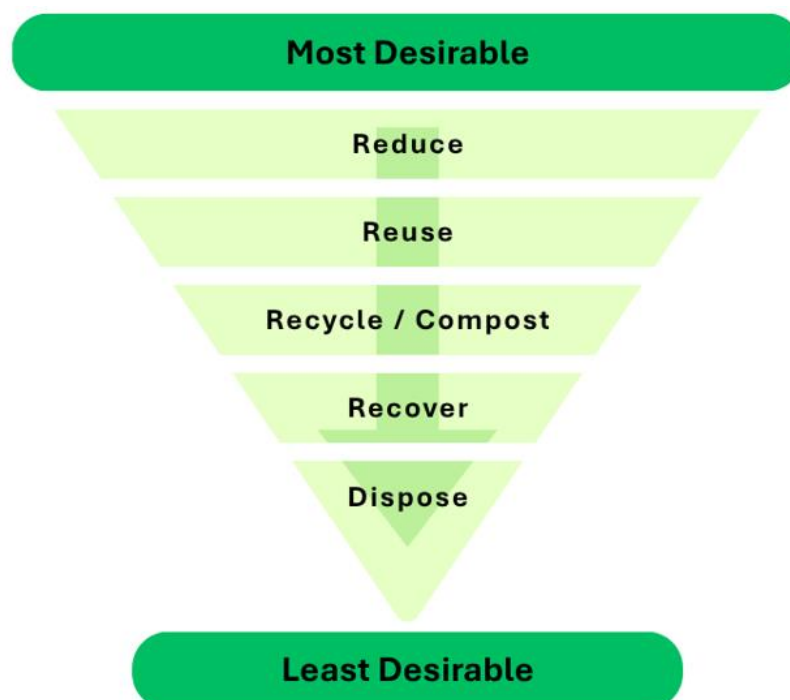 Most Desirable
Reduce
Reuse
Recycle / Compost
Recover
Dispose
Least Desirable